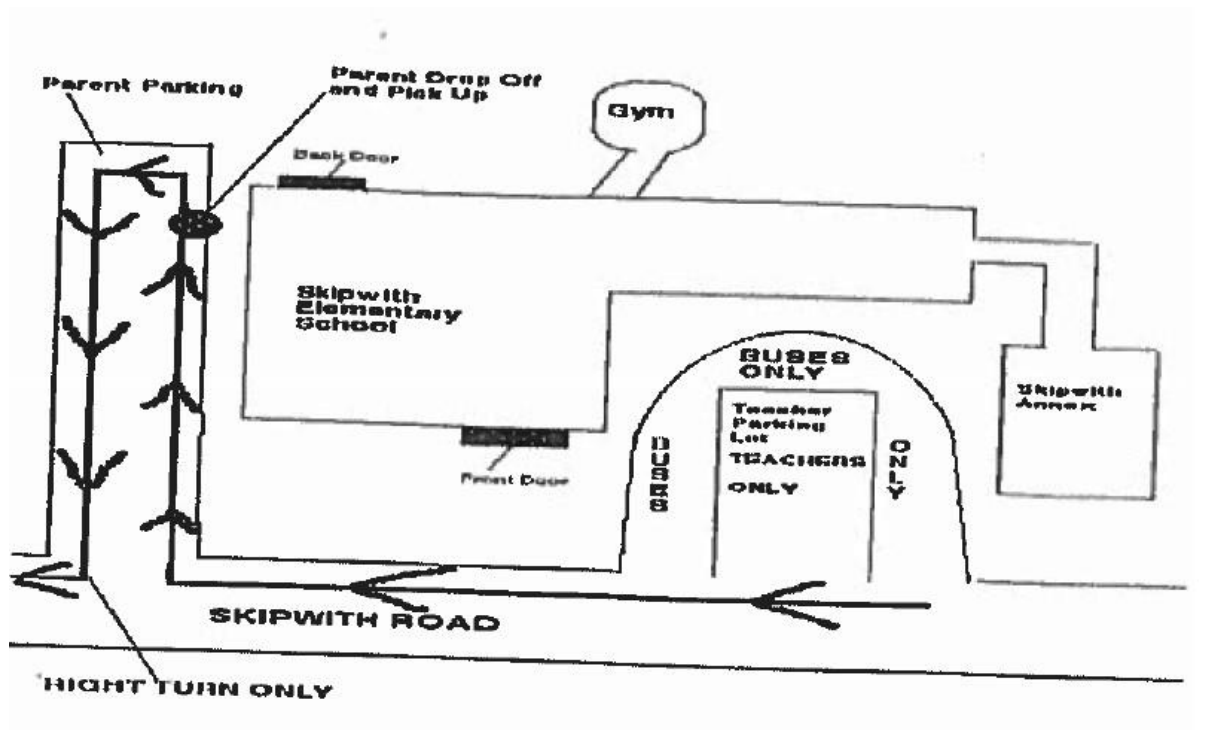 Parent Parking
Parent Drop Off
and Pick Up
Gym
Back Door
Skipwith
Elementary
School
BUSES
ONLY
Skipwith
Annex
Teacher
Parking
Lot
TEACHERS
ONLY
BUSES
ONLY
Front Door
SKIPWITH ROAD
RIGHT TURN ONLY